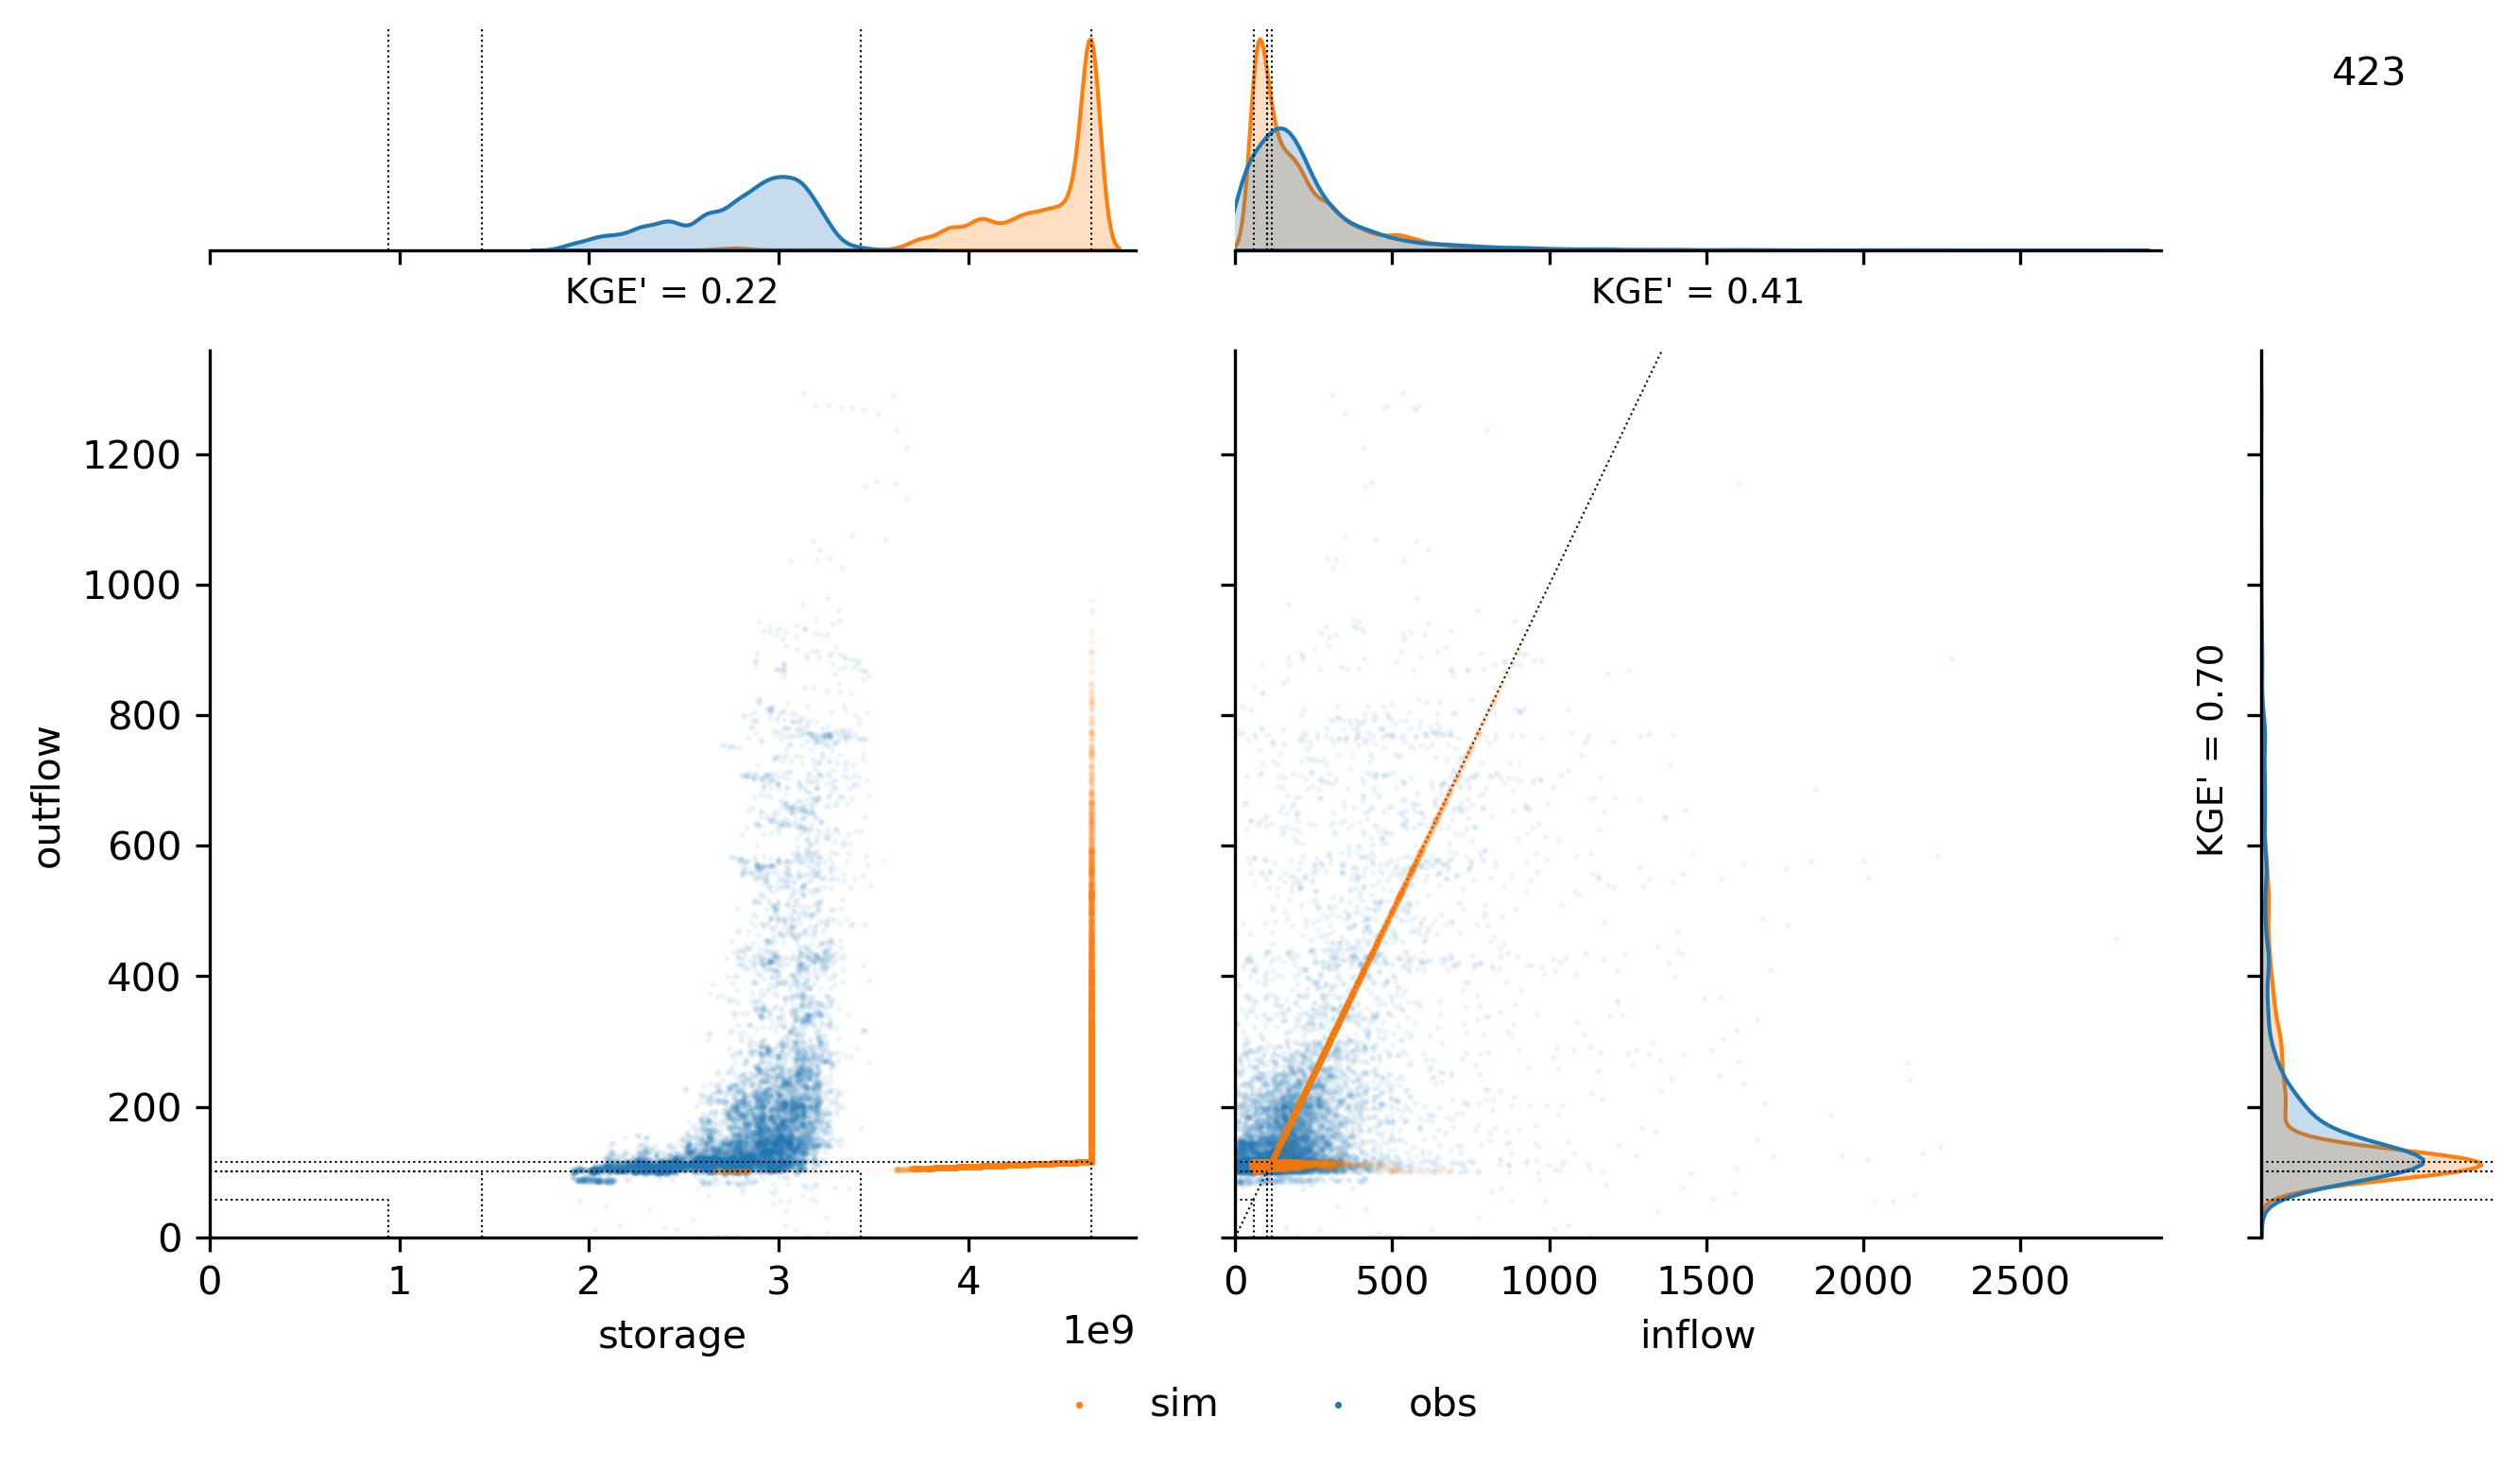 423
KGE' = 0.22
KGE' = 0.41
outflow
1200
1000
800
600
400
200
0
KGE' = 0.70
0 1 2 3 4
1e9
storage
0 500 1000 1500 2000 2500
inflow
sim obs